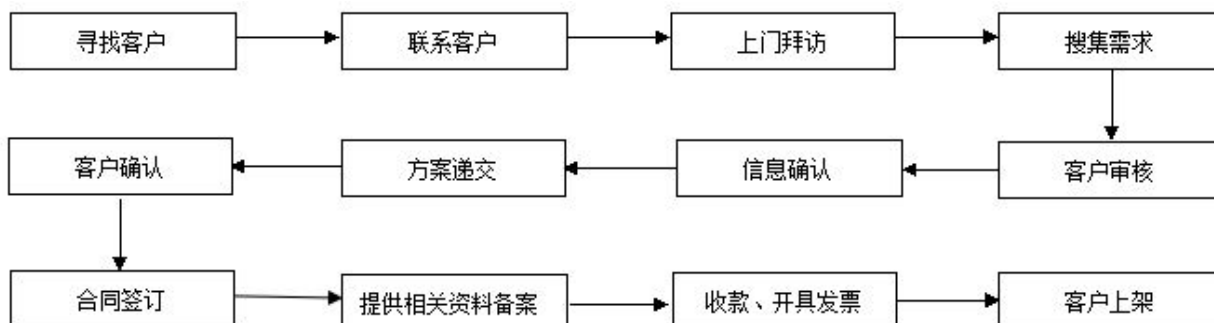 寻找客户
联系客户
上门拜访
搜集需求
客户审核
信息确认
方案递交
客户确认
合同签订
提供相关资料备案
收款、开具发票
客户上架